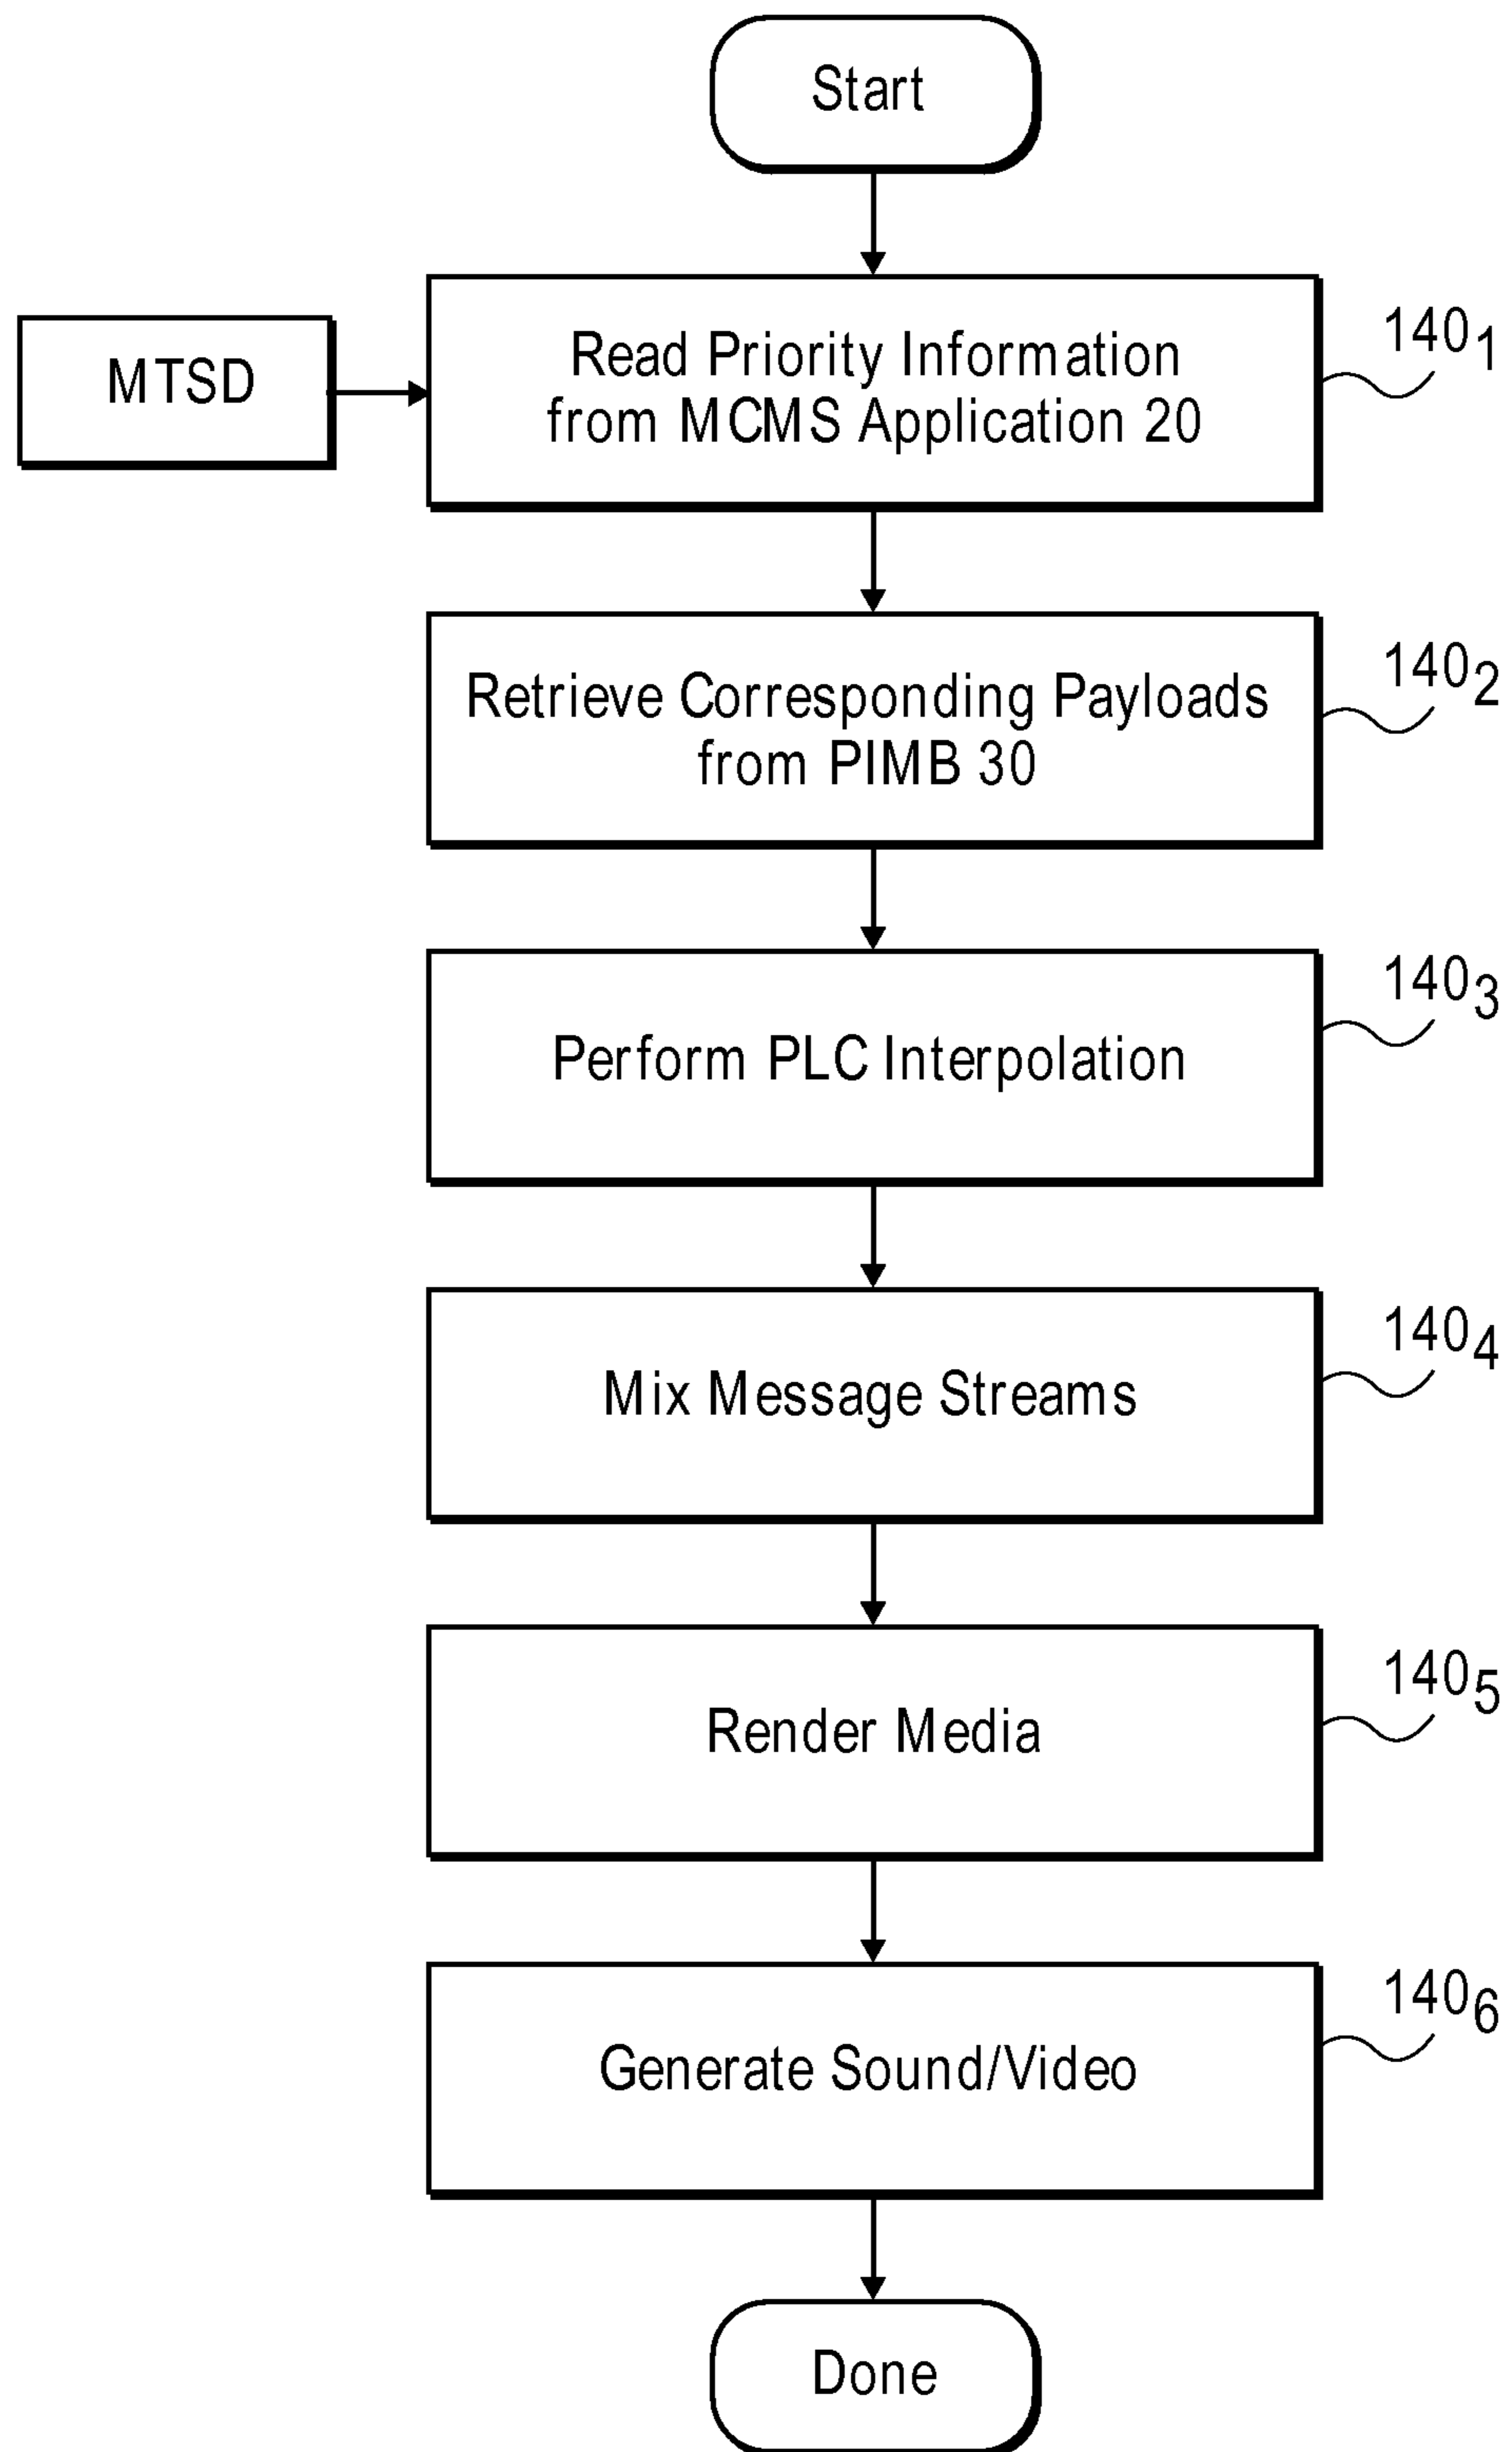 Start
MTSD
Read Priority Information
from MCMS Application 20
140₁
Retrieve Corresponding Payloads
from PIMB 30
140₂
Perform PLC Interpolation
140₃
Mix Message Streams
140₄
Render Media
140₅
Generate Sound/Video
140₆
Done